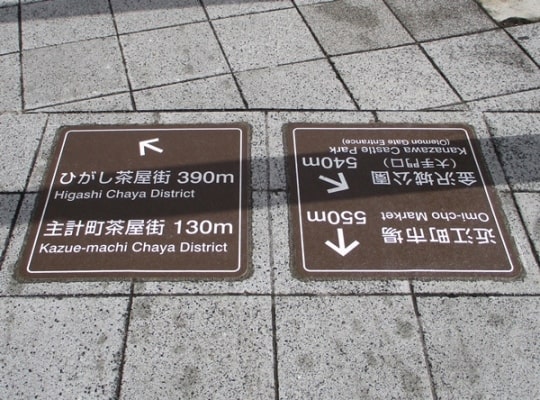 ひがし茶屋街 390m
Higashi Chaya District
主計町茶屋街 130m
Kazue-machi Chaya District
近江町市場
Omi-cho Market 550m
金沢城公園
(大手門口) 540m
Kanazawa Castle Park
(Otemon Gate Entrance)